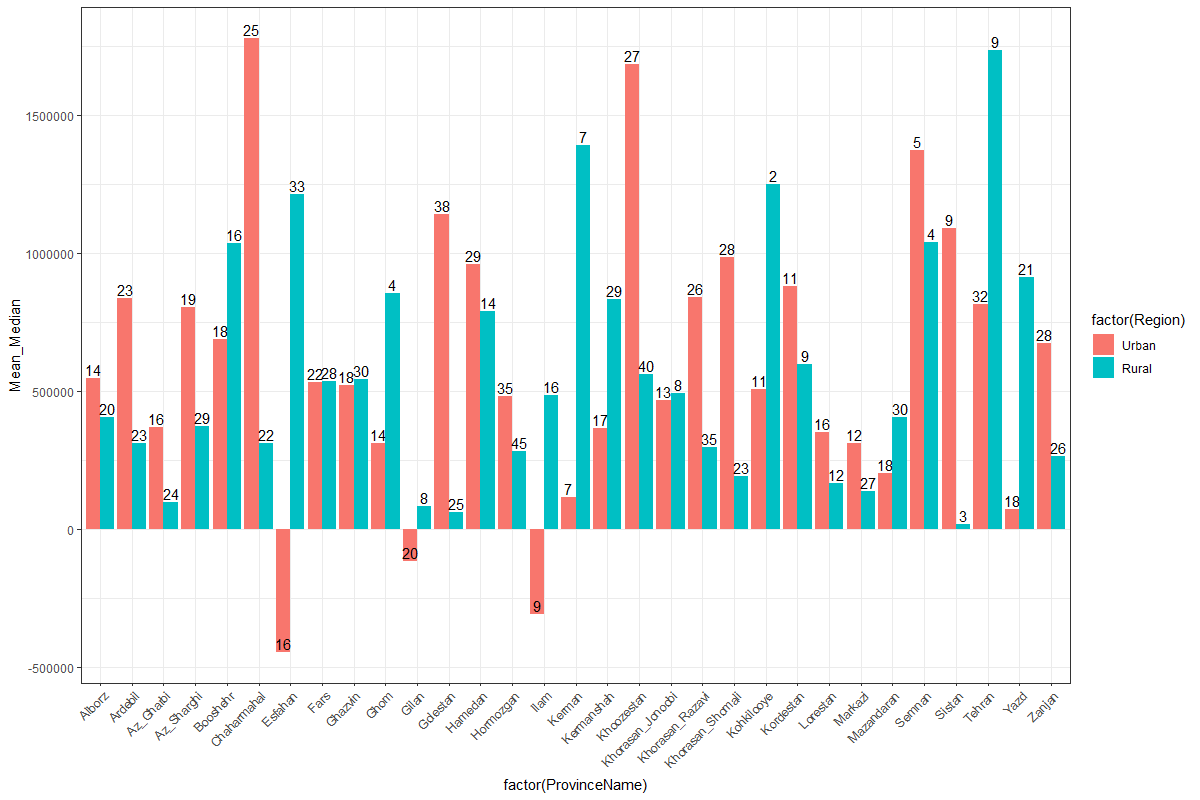 Mean_Median
1500000
1000000
500000
0
-500000
14
20
23
23
16
24
19
29
18
16
25
22
16
33
22
28
18
30
14
4
20
8
38
25
29
14
35
45
9
16
7
7
17
29
27
40
13
8
26
35
28
23
11
2
11
9
16
12
12
27
18
30
5
4
9
3
32
9
18
21
28
26
Alborz
Ardebil
Az_Gharbi
Az_Sharghi
Booshehr
Chaharmahal
Esfahan
Fars
Ghazvin
Ghom
Gilan
Golestan
Hamedan
Hormozgan
Ilam
Kerman
Kermanshah
Khoozestan
Khorasan_Jonoobi
Khorasan_Razavi
Khorasan_Shomali
Kohkilooye
Kordestan
Lorestan
Markazi
Mazandaran
Semnan
Sistan
Tehran
Yazd
Zanjan
factor(ProvinceName)
factor(Region)
Urban
Rural